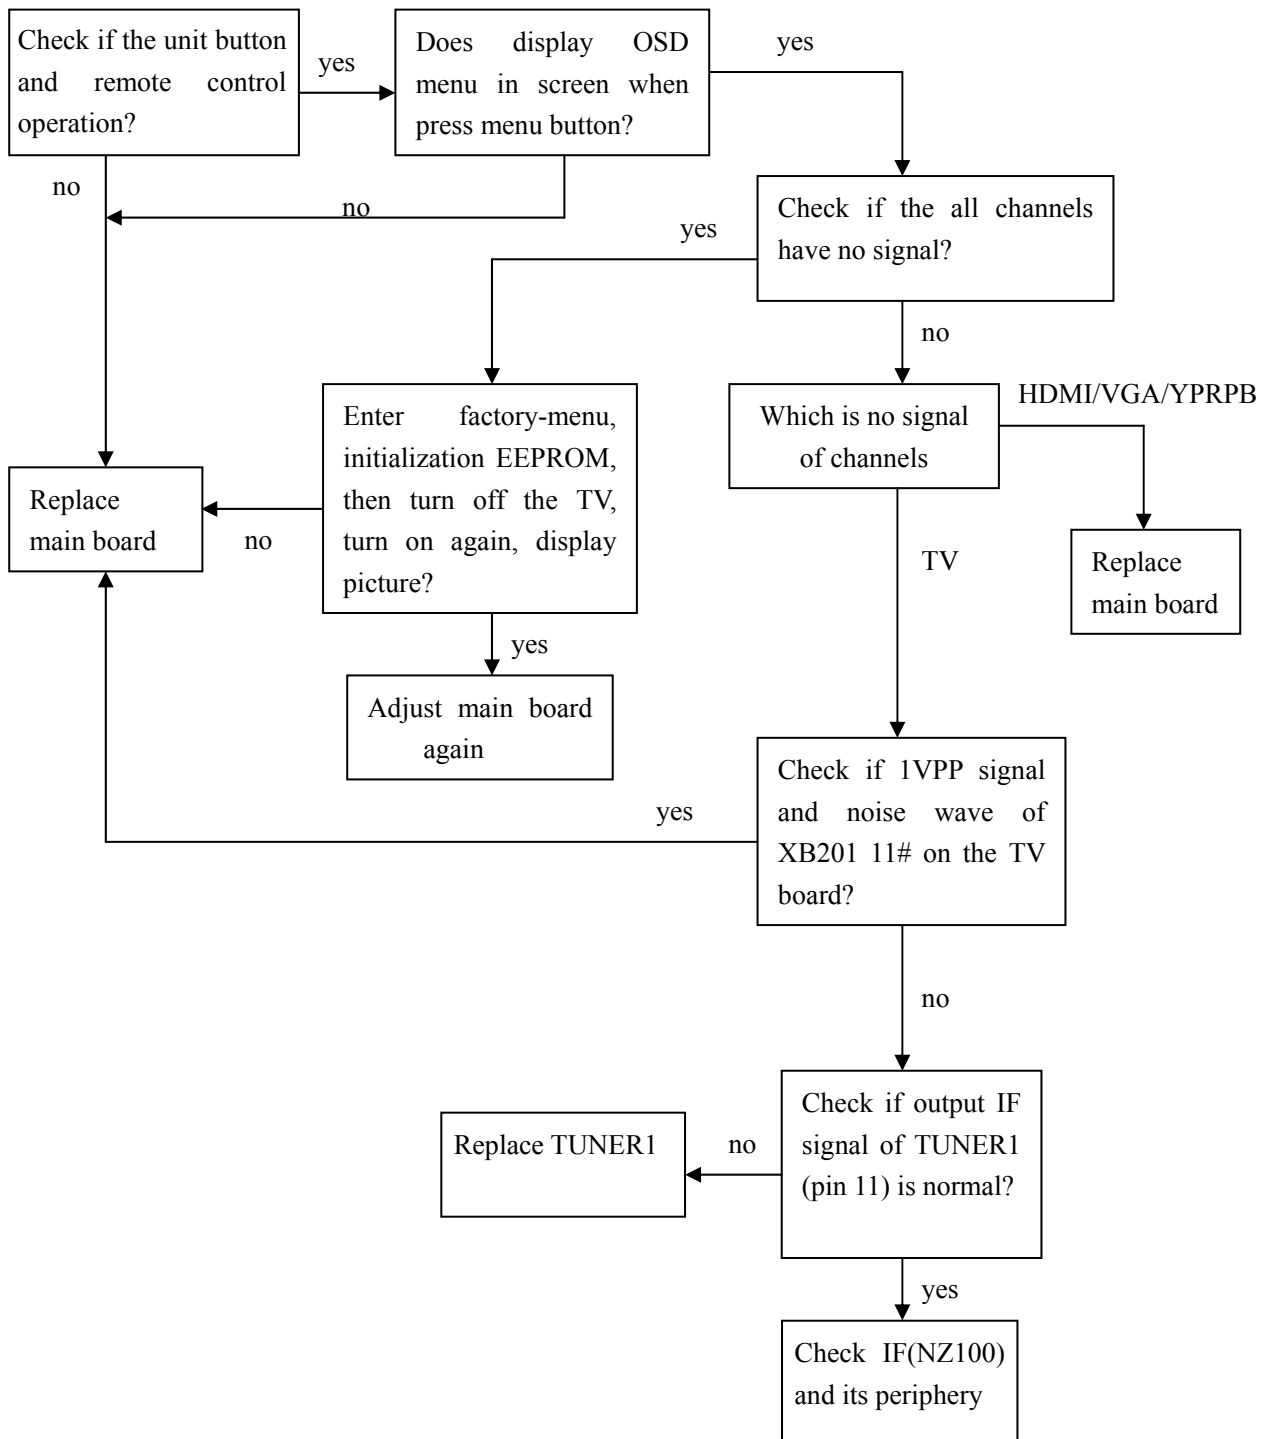 Check if the unit button
and remote control
operation?
yes
Does display OSD
menu in screen when
press menu button?
yes
no
no
Check if the all channels
have no signal?
yes
no
Enter factory-menu,
initialization EEPROM,
then turn off the TV,
turn on again, display
picture?
Which is no signal
of channels
HDMI/VGA/YPRPB
Replace
main board
no
TV
Replace
main board
yes
Adjust main board
again
Check if 1VPP signal
and noise wave of
XB201 11# on the TV
board?
yes
no
Check if output IF
signal of TUNER1
(pin 11) is normal?
Replace TUNER1
no
yes
Check IF(NZ100)
and its periphery